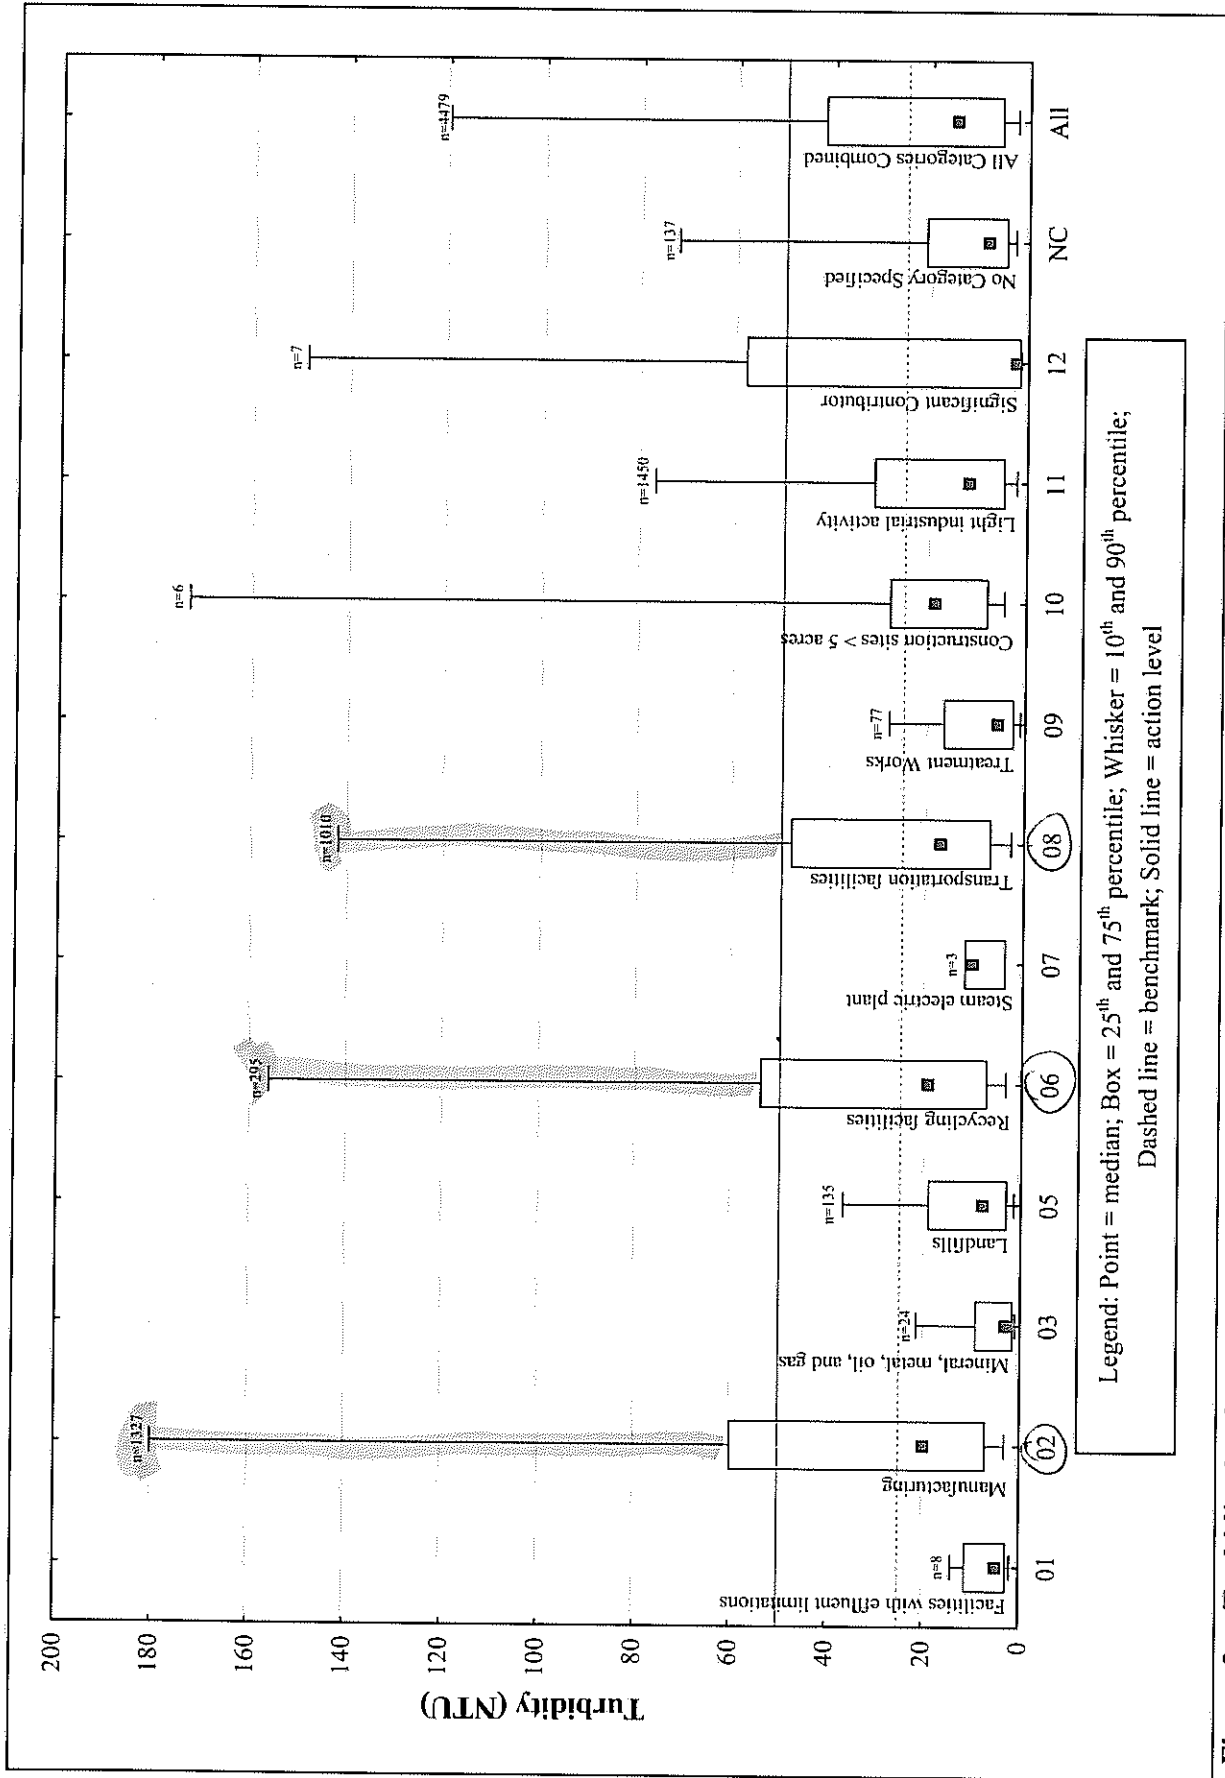 Turbidity (NTU)
200
180
160
140
120
100
80
60
40
20
0
n=8
Facilities with effluent limitations
01
n=1327
Manufacturing
02
n=24
Mineral, metal, oil, and gas
03
n=135
Landfills
05
n=295
Recycling facilities
06
n=3
Steam electric plant
07
n=1010
Transportation facilities
08
n=77
Treatment Works
09
n=6
Construction sites > 5 acres
10
n=1450
Light industrial activity
11
n=7
Significant Contributor
12
n=137
No Category Specified
NC
n=4479
All Categories Combined
All
Legend: Point = median; Box = 25th and 75th percentile; Whisker = 10th and 90th percentile;
Dashed line = benchmark; Solid line = action level